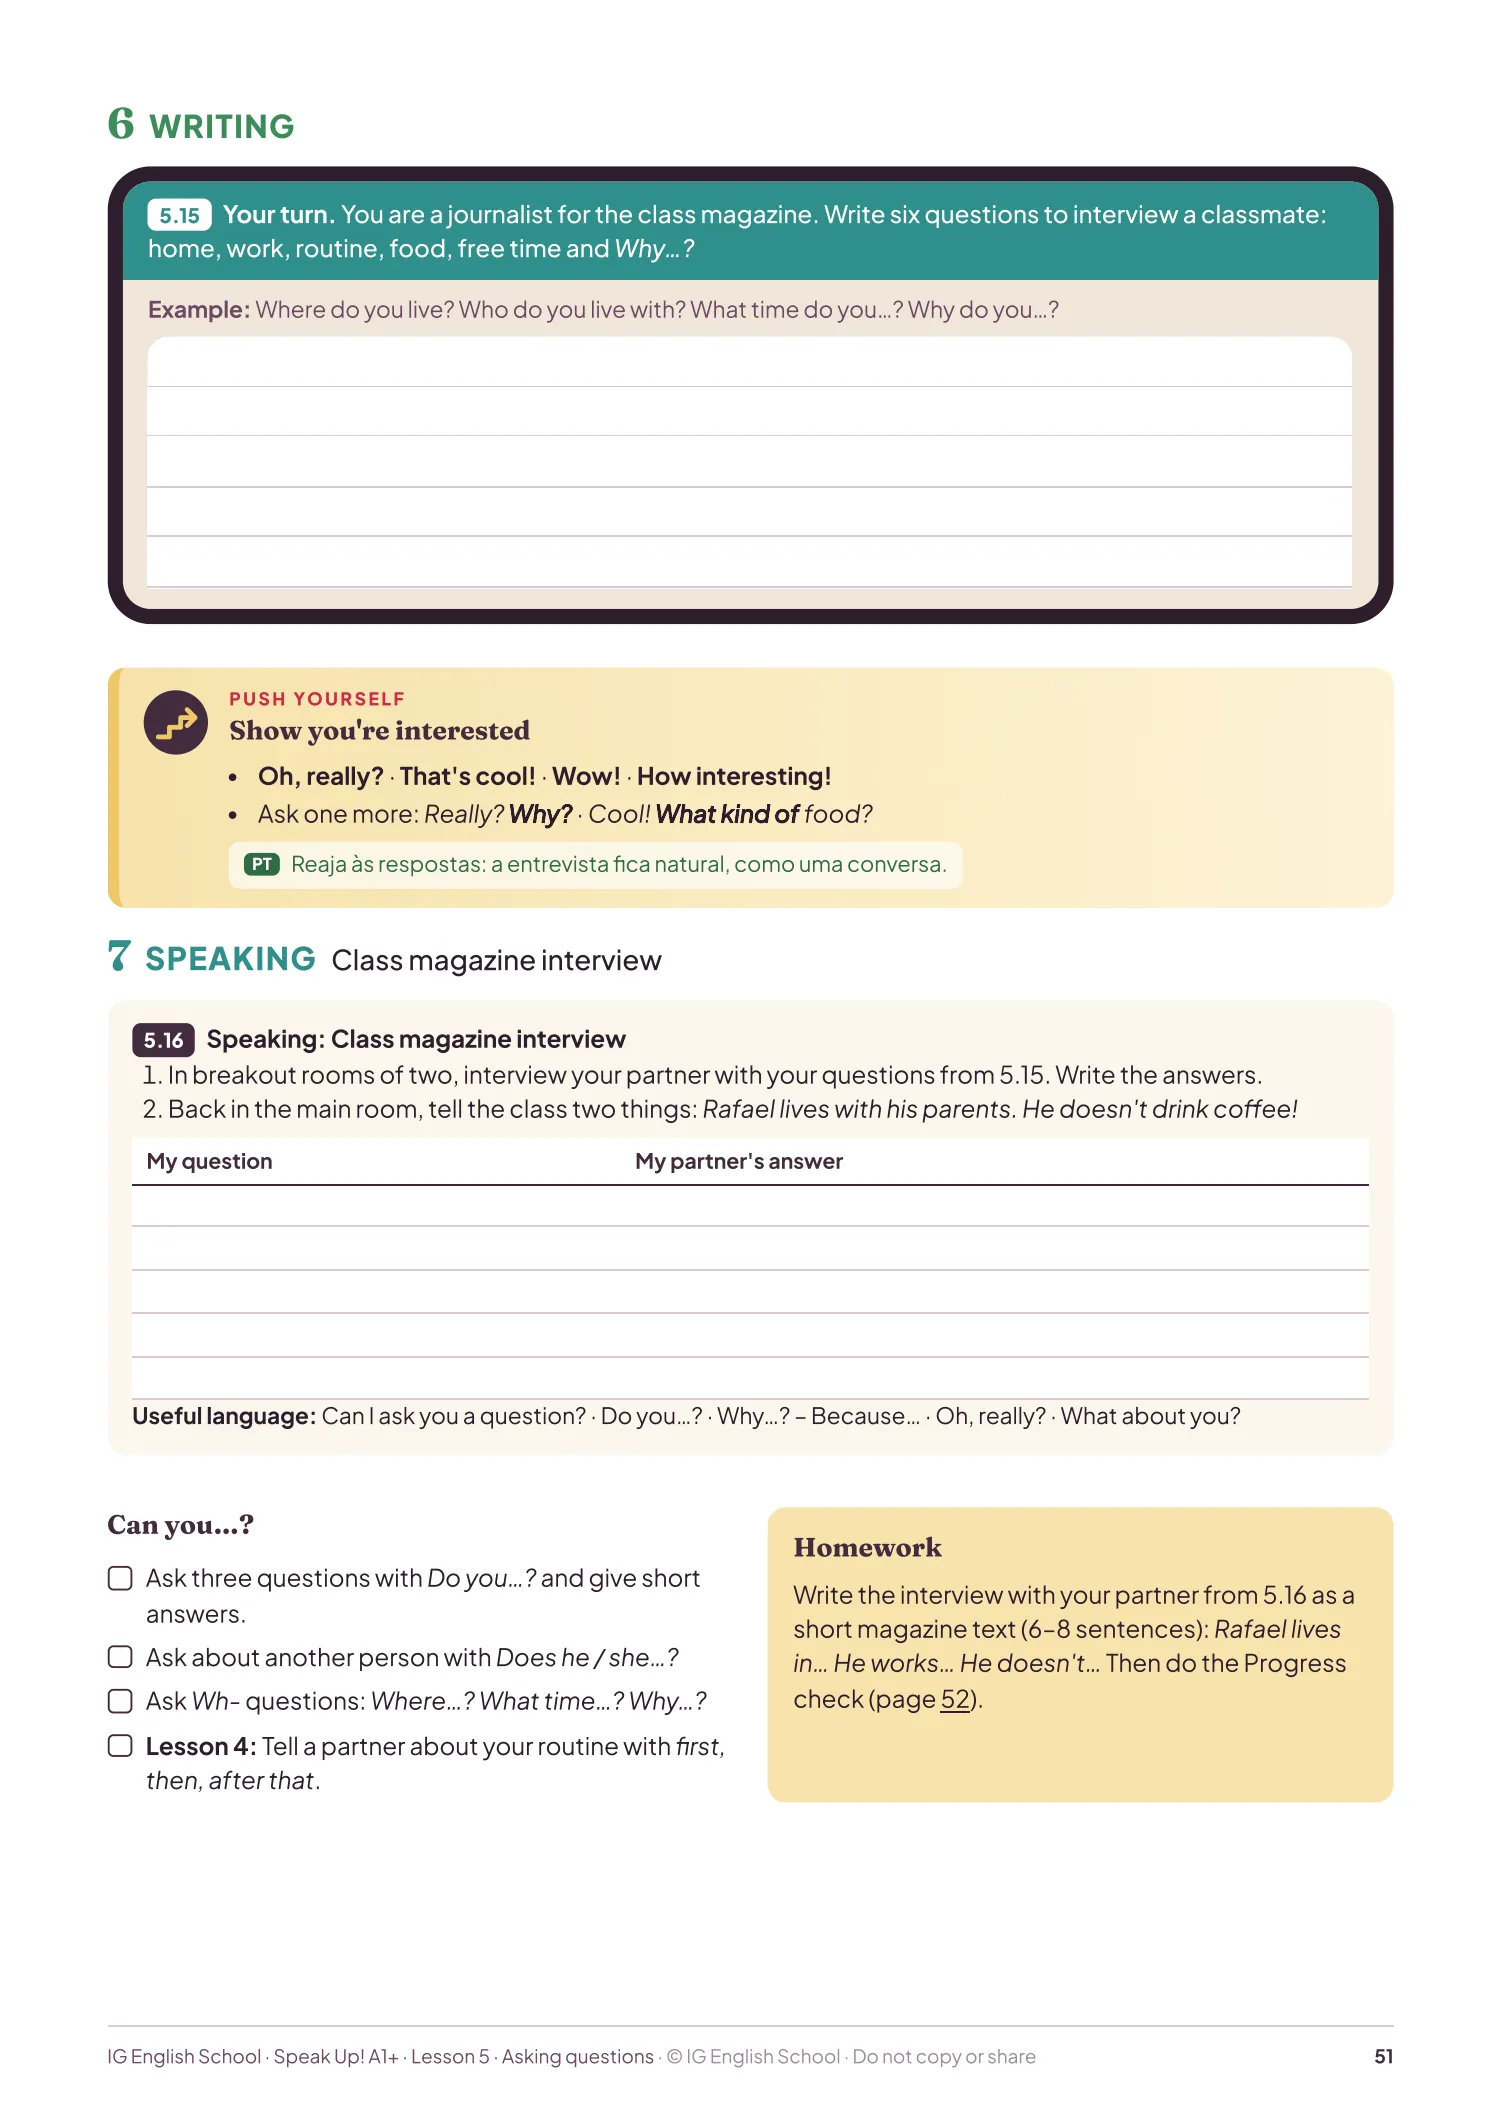 6 WRITING
5.15 Your turn. You are a journalist for the class magazine. Write six questions to interview a classmate:
home, work, routine, food, free time and Why…?
Example: Where do you live? Who do you live with? What time do you…? Why do you…?
PUSH YOURSELF
Show you're interested
• Oh, really? · That's cool! · Wow! · How interesting!
• Ask one more: Really? Why? · Cool! What kind of food?
PT Reaja às respostas: a entrevista fica natural, como uma conversa.
7 SPEAKING Class magazine interview
5.16 Speaking: Class magazine interview
1. In breakout rooms of two, interview your partner with your questions from 5.15. Write the answers.
2. Back in the main room, tell the class two things: Rafael lives with his parents. He doesn't drink coffee!
My question My partner's answer
Useful language: Can I ask you a question? · Do you…? · Why…? – Because… · Oh, really? · What about you?
Can you…?
Ask three questions with Do you…? and give short
answers.
Ask about another person with Does he / she…?
Ask Wh- questions: Where…? What time…? Why…?
Lesson 4: Tell a partner about your routine with first,
then, after that.
Homework
Write the interview with your partner from 5.16 as a
short magazine text (6–8 sentences): Rafael lives
in… He works… He doesn't… Then do the Progress
check (page 52).
IG English School · Speak Up! A1+ · Lesson 5 · Asking questions · © IG English School · Do not copy or share 51